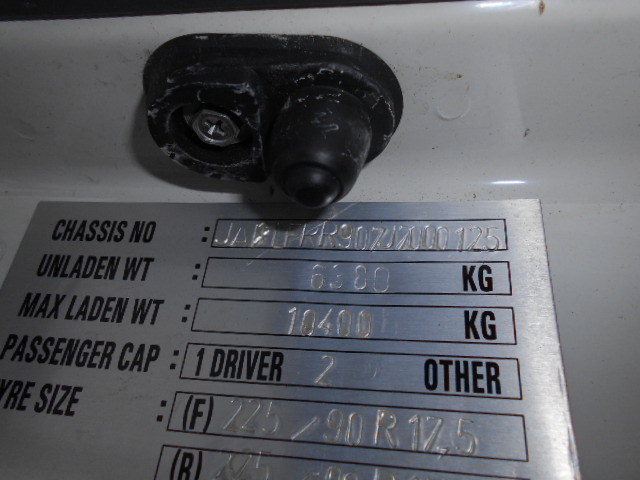 CHASSIS NO :
UNLADEN WT : 6380 KG
MAX LADEN WT : 10400 KG
PASSENGER CAP : 1 DRIVER 2 OTHER
YRE SIZE : (F) 225/90R17,5
(R) 225